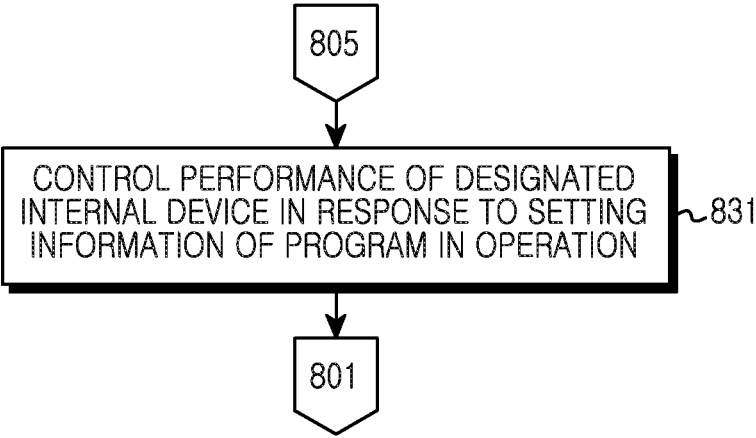 805
CONTROL PERFORMANCE OF DESIGNATED
INTERNAL DEVICE IN RESPONSE TO SETTING
INFORMATION OF PROGRAM IN OPERATION
831
801